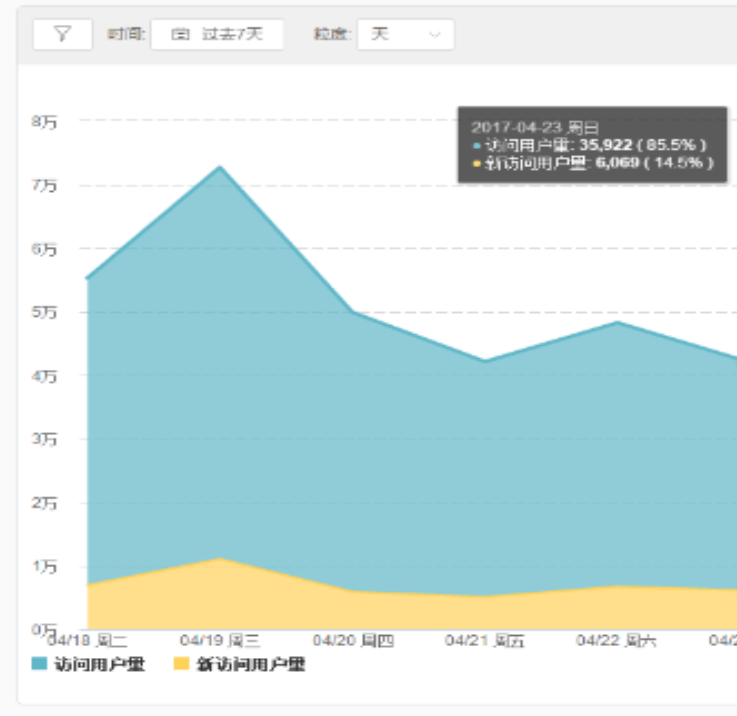 时间: 过去7天 粒度: 天
2017-04-23 周日
访问用户量: 35,922 ( 85.5% )
新访问用户量: 6,069 ( 14.5% )
8万
7万
6万
5万
4万
3万
2万
1万
0万
04/18 周二 04/19 周三 04/20 周四 04/21 周五 04/22 周六 04/2
访问用户量 新访问用户量